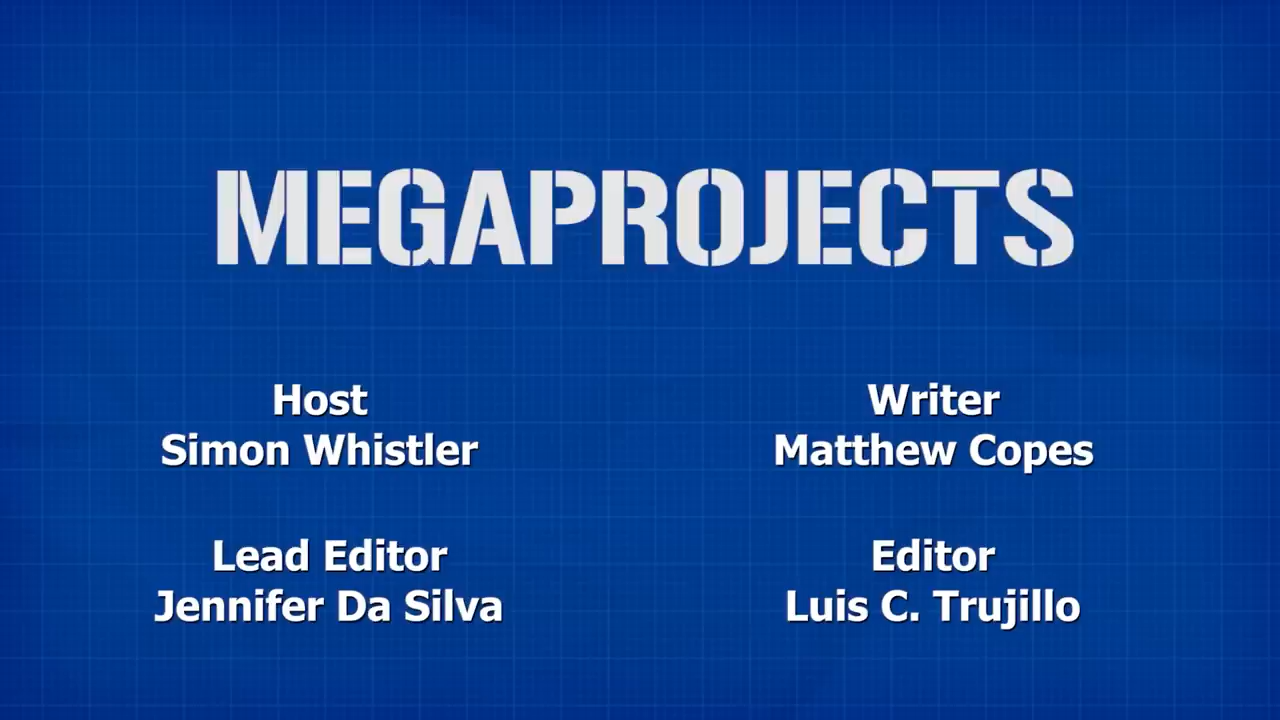 MEGAPROJECTS
Host
Simon Whistler
Writer
Matthew Copes
Lead Editor
Jennifer Da Silva
Editor
Luis C. Trujillo